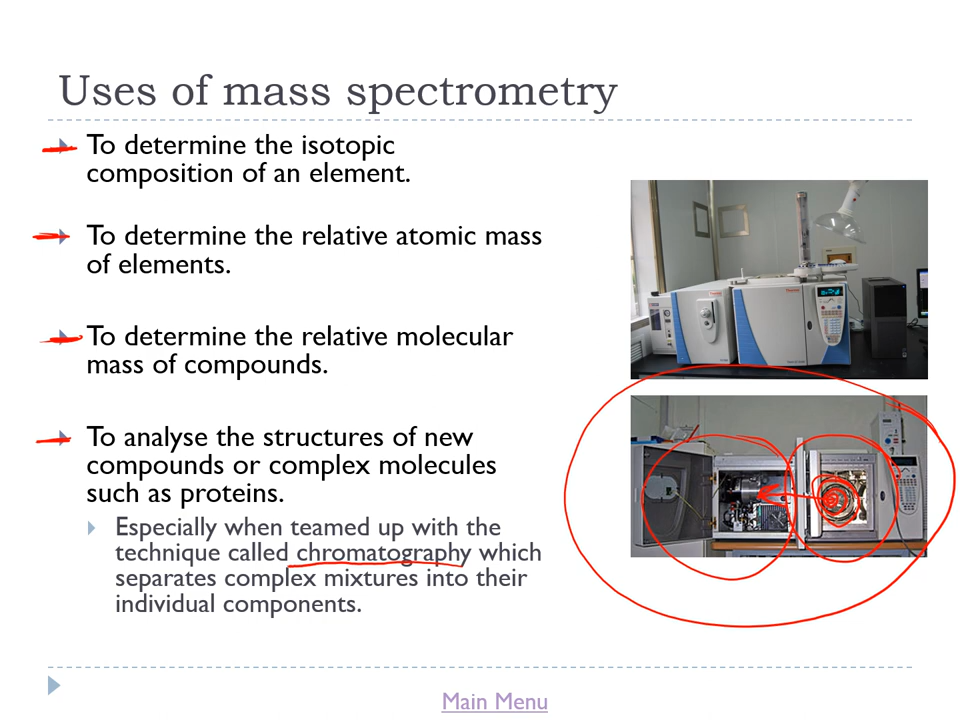 Uses of mass spectrometry
To determine the isotopic
composition of an element.
To determine the relative atomic mass
of elements.
To determine the relative molecular
mass of compounds.
To analyse the structures of new
compounds or complex molecules
such as proteins.
Especially when teamed up with the
technique called chromatography which
separates complex mixtures into their
individual components.
Main Menu